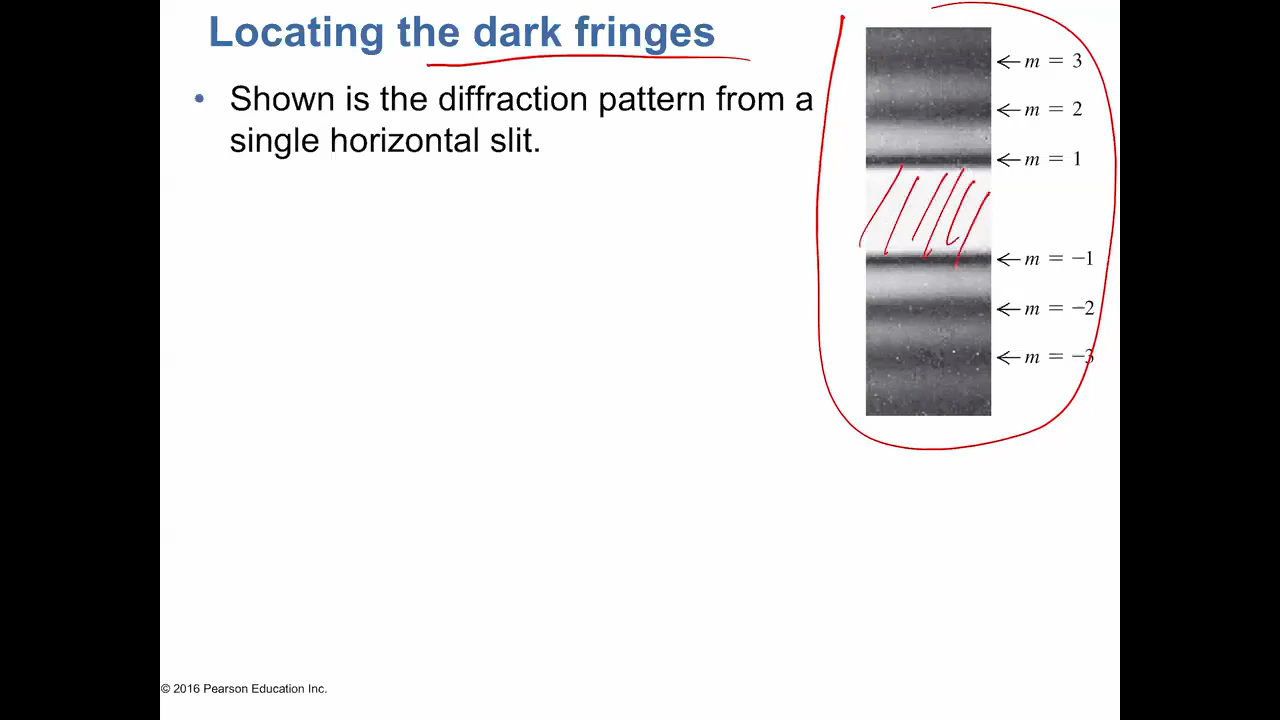 Locating the dark fringes
• Shown is the diffraction pattern from a
single horizontal slit.
m = 3
m = 2
m = 1
m = −1
m = −2
m = −3
© 2016 Pearson Education Inc.